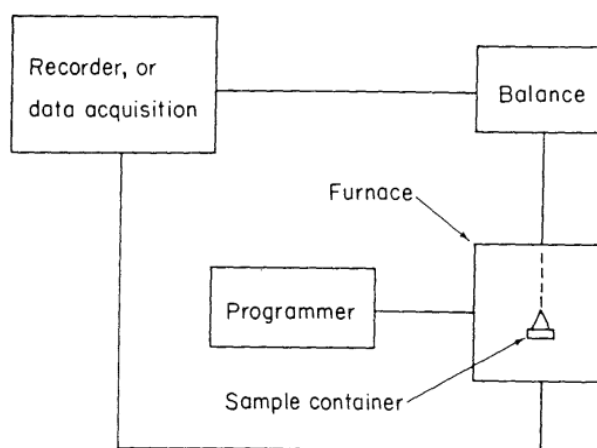 Recorder, or
data acquisition
Balance
Furnace
Programmer
Sample container